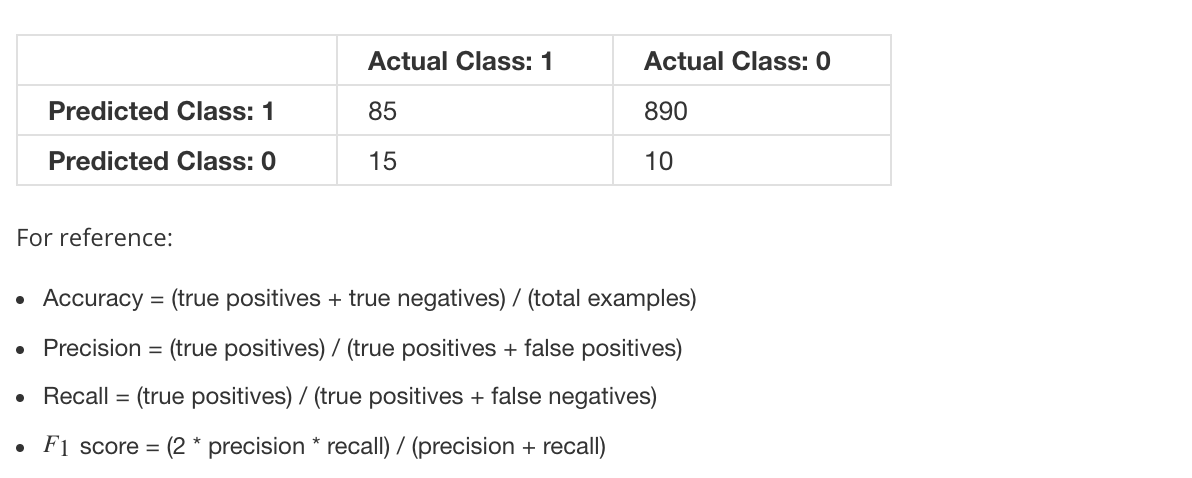 Actual Class: 1 Actual Class: 0
Predicted Class: 1 85 890
Predicted Class: 0 15 10
For reference:
• Accuracy = (true positives + true negatives) / (total examples)
• Precision = (true positives) / (true positives + false positives)
• Recall = (true positives) / (true positives + false negatives)
• F1 score = (2 * precision * recall) / (precision + recall)